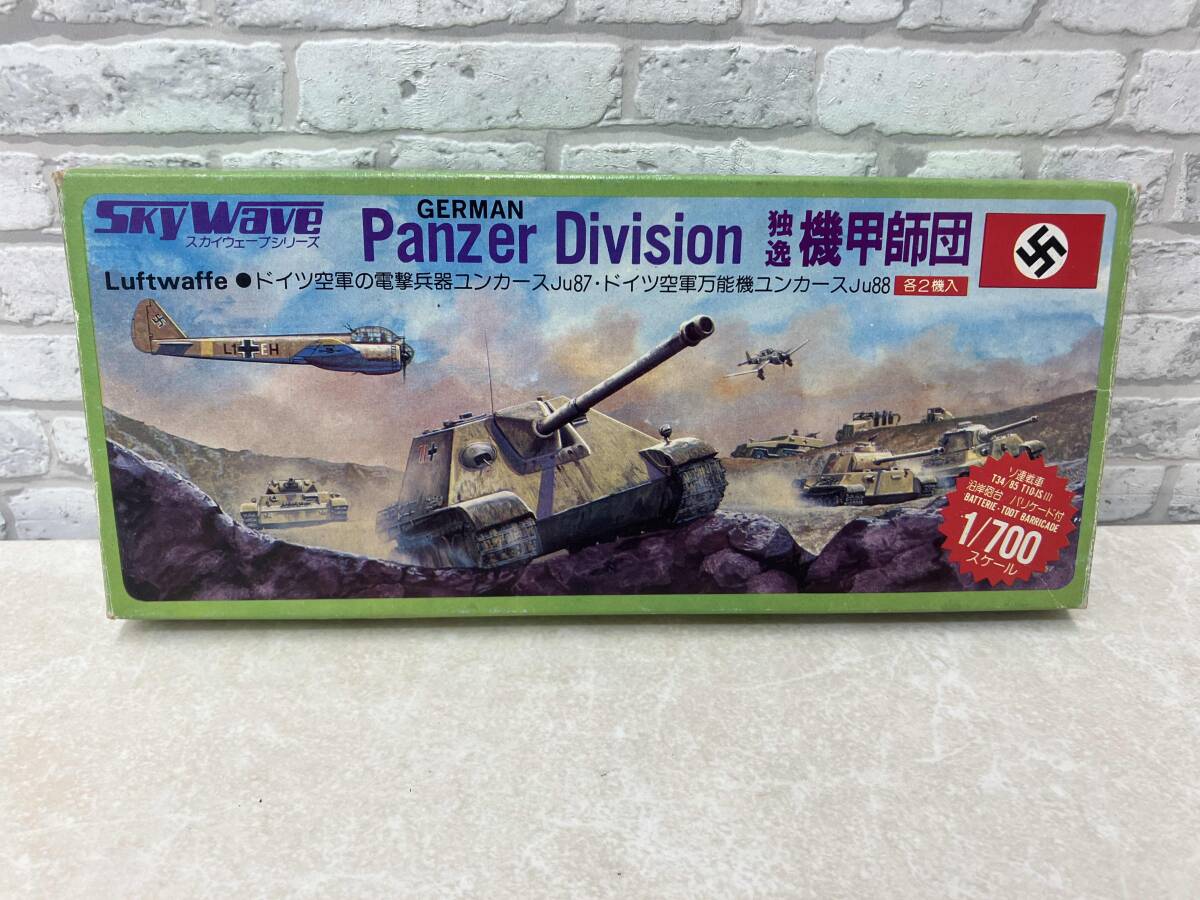 SkyWave
スカイウェーブシリーズ
GERMAN
Panzer Division 独逸 機甲師団
Luftwaffe ●ドイツ空軍の電撃兵器ユンカースJu87・ドイツ空軍万能機ユンカースJu88 各2機入
L1 EH
ソ連戦車
T34/85 T10・JSIII
沿岸砲台 バリケード付
BATTERIE・TODT BARRICADE
1/700
スケール